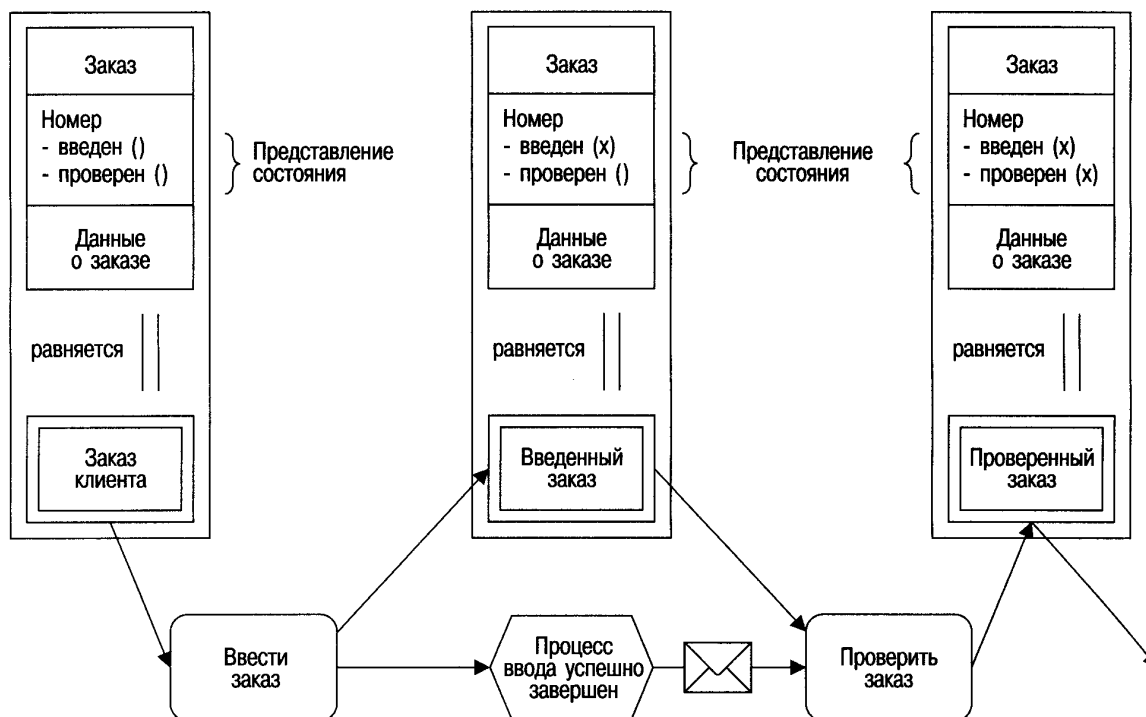 Заказ
Номер
- введен ()
- проверен ()
Данные
о заказе
равняется
Заказ
клиента
Представление
состояния
Заказ
Номер
- введен (x)
- проверен ()
Данные
о заказе
равняется
Введенный
заказ
Представление
состояния
Заказ
Номер
- введен (x)
- проверен (x)
Данные
о заказе
равняется
Проверенный
заказ
Ввести
заказ
Процесс
ввода успешно
завершен
Проверить
заказ